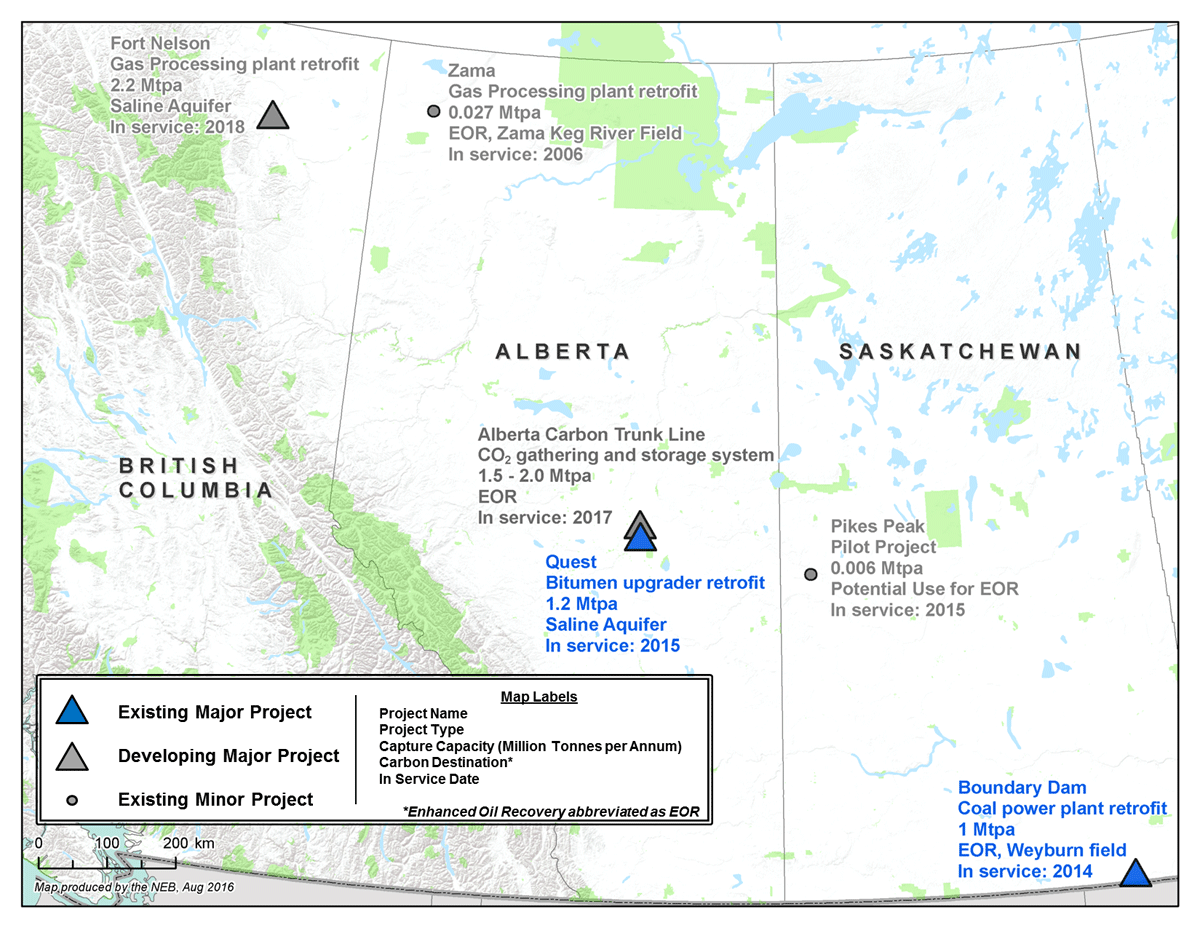 Fort Nelson
Gas Processing plant retrofit
2.2 Mtpa
Saline Aquifer
In service: 2018
Zama
Gas Processing plant retrofit
0.027 Mtpa
EOR, Zama Keg River Field
In service: 2006
ALBERTA
SASKATCHEWAN
BRITISH
COLUMBIA
Alberta Carbon Trunk Line
CO₂ gathering and storage system
1.5 - 2.0 Mtpa
EOR
In service: 2017
Quest
Bitumen upgrader retrofit
1.2 Mtpa
Saline Aquifer
In service: 2015
Pikes Peak
Pilot Project
0.006 Mtpa
Potential Use for EOR
In service: 2015
Boundary Dam
Coal power plant retrofit
1 Mtpa
EOR, Weyburn field
In service: 2014
Existing Major Project
Developing Major Project
Existing Minor Project
Map Labels
Project Name
Project Type
Capture Capacity (Million Tonnes per Annum)
Carbon Destination*
In Service Date
*Enhanced Oil Recovery abbreviated as EOR
0 100 200 km
Map produced by the NEB, Aug 2016